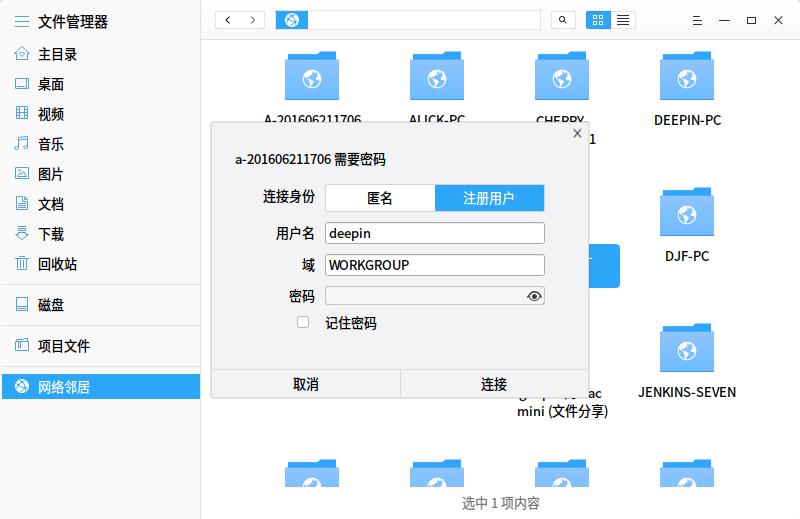 文件管理器
主目录
桌面
视频
音乐
图片
文档
下载
回收站
磁盘
项目文件
网络邻居
A-201606211706
ALICK-PC
CHERRY
1
DEEPIN-PC
a-201606211706 需要密码
连接身份 匿名 注册用户
用户名 deepin
域 WORKGROUP
密码
记住密码
取消 连接
DJF-PC
JENKINS-SEVEN
mini (文件分享)
选中 1 项内容